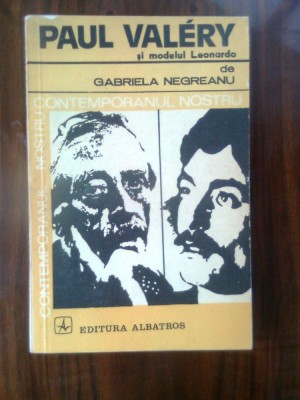 PAUL VALÉRY
și modelul Leonardo
de
GABRIELA NEGREANU
CONTEMPORANUL NOSTRU
CONTEMPORANUL NOSTRU
EDITURA ALBATROS